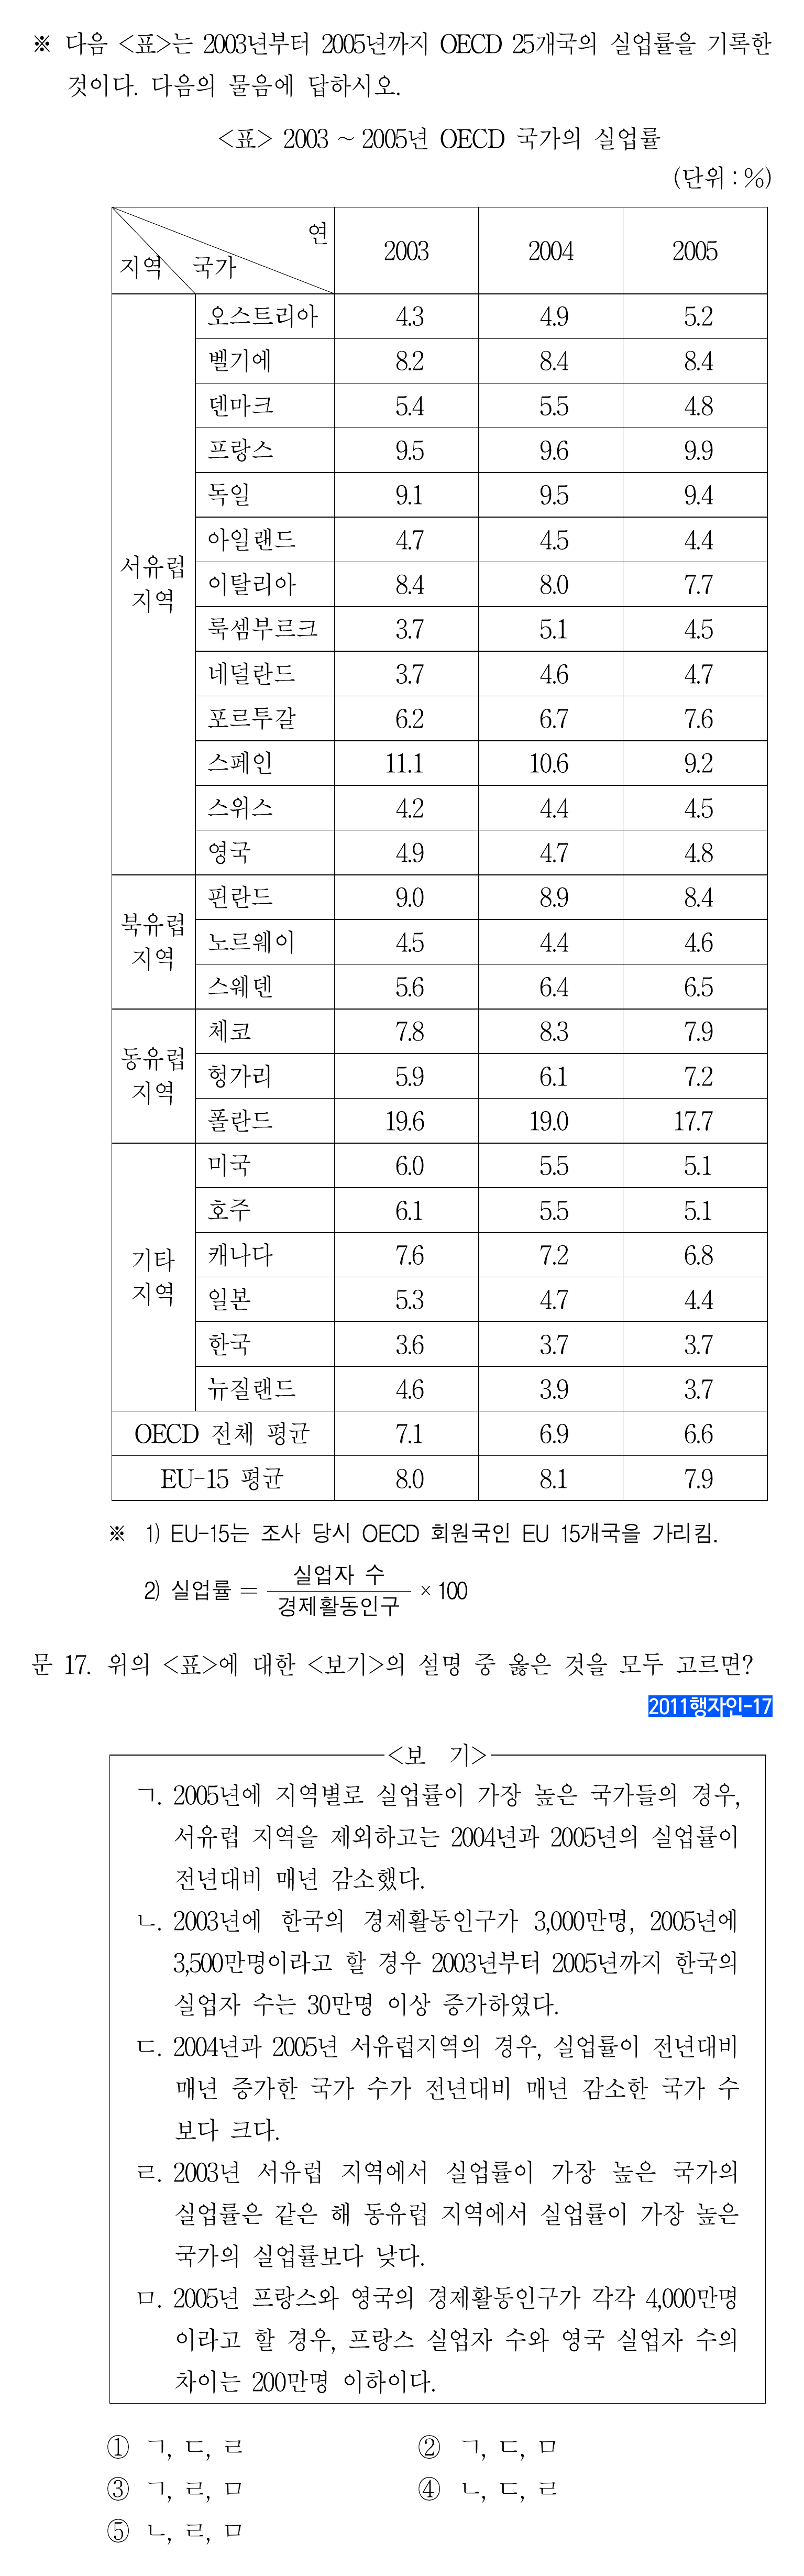 ※ 다음 <표>는 2003년부터 2005년까지 OECD 25개국의 실업률을 기록한
것이다. 다음의 물음에 답하시오.
<표> 2003 ~ 2005년 OECD 국가의 실업률
(단위 : %)
연
지역 국가 2003 2004 2005
서유럽 지역
오스트리아 4.3 4.9 5.2
벨기에 8.2 8.4 8.4
덴마크 5.4 5.5 4.8
프랑스 9.5 9.6 9.9
독일 9.1 9.5 9.4
아일랜드 4.7 4.5 4.4
이탈리아 8.4 8.0 7.7
룩셈부르크 3.7 5.1 4.5
네덜란드 3.7 4.6 4.7
포르투갈 6.2 6.7 7.6
스페인 11.1 10.6 9.2
스위스 4.2 4.4 4.5
영국 4.9 4.7 4.8
북유럽 지역
핀란드 9.0 8.9 8.4
노르웨이 4.5 4.4 4.6
스웨덴 5.6 6.4 6.5
동유럽 지역
체코 7.8 8.3 7.9
헝가리 5.9 6.1 7.2
폴란드 19.6 19.0 17.7
기타 지역
미국 6.0 5.5 5.1
호주 6.1 5.5 5.1
캐나다 7.6 7.2 6.8
일본 5.3 4.7 4.4
한국 3.6 3.7 3.7
뉴질랜드 4.6 3.9 3.7
OECD 전체 평균 7.1 6.9 6.6
EU-15 평균 8.0 8.1 7.9
※ 1) EU-15는 조사 당시 OECD 회원국인 EU 15개국을 가리킴.
2) 실업률 = 실업자 수 / 경제활동인구 × 100
문 17. 위의 <표>에 대한 <보기>의 설명 중 옳은 것을 모두 고르면?
2011행자인-17
<보 기>
ㄱ. 2005년에 지역별로 실업률이 가장 높은 국가들의 경우,
서유럽 지역을 제외하고는 2004년과 2005년의 실업률이
전년대비 매년 감소했다.
ㄴ. 2003년에 한국의 경제활동인구가 3,000만명, 2005년에
3,500만명이라고 할 경우 2003년부터 2005년까지 한국의
실업자 수는 30만명 이상 증가하였다.
ㄷ. 2004년과 2005년 서유럽지역의 경우, 실업률이 전년대비
매년 증가한 국가 수가 전년대비 매년 감소한 국가 수
보다 크다.
ㄹ. 2003년 서유럽 지역에서 실업률이 가장 높은 국가의
실업률은 같은 해 동유럽 지역에서 실업률이 가장 높은
국가의 실업률보다 낮다.
ㅁ. 2005년 프랑스와 영국의 경제활동인구가 각각 4,000만명
이라고 할 경우, 프랑스 실업자 수와 영국 실업자 수의
차이는 200만명 이하이다.
① ㄱ, ㄷ, ㄹ ② ㄱ, ㄷ, ㅁ
③ ㄱ, ㄹ, ㅁ ④ ㄴ, ㄷ, ㄹ
⑤ ㄴ, ㄹ, ㅁ